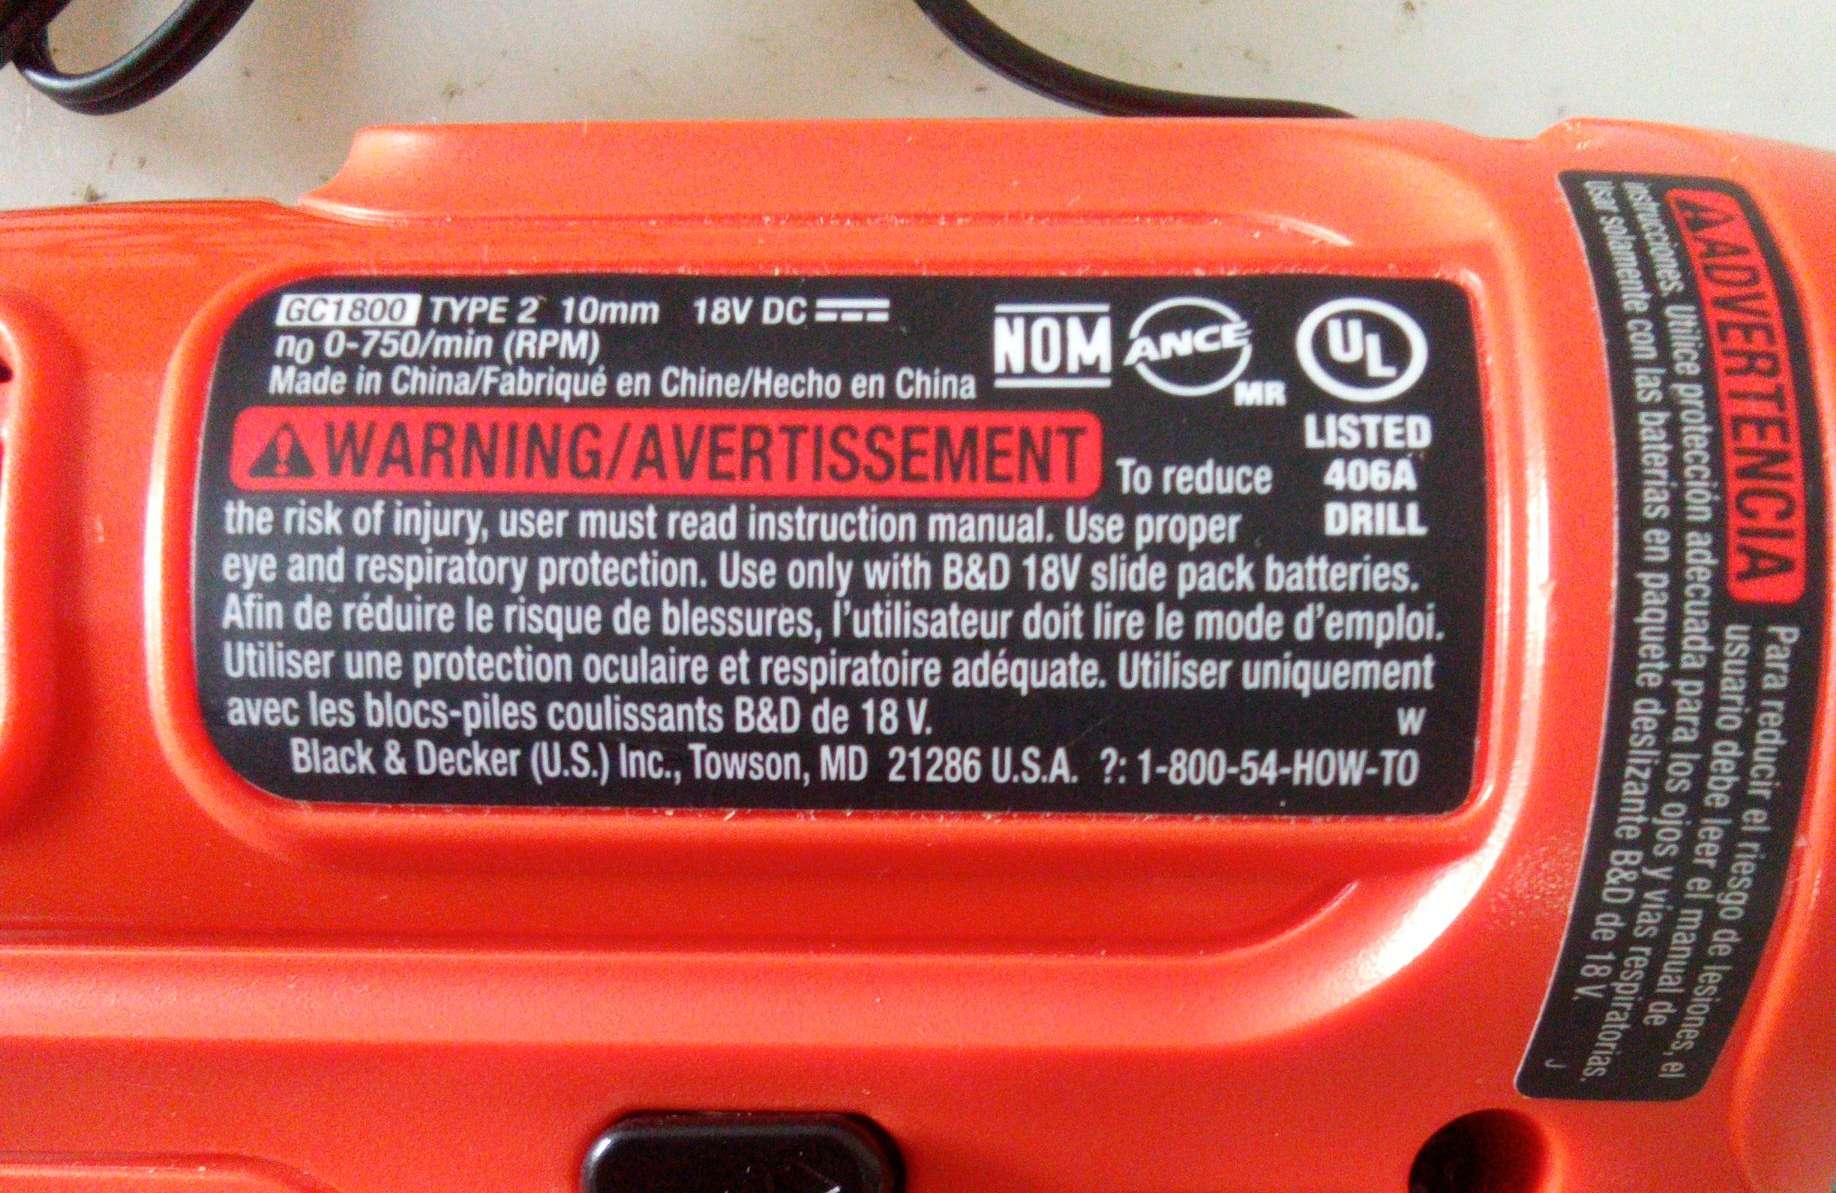 GC1800 TYPE 2 10mm 18V DC
n0 0-750/min (RPM)
Made in China/Fabriqué en Chine/Hecho en China
NOM
ANCE
MR
UL
LISTED
406A
DRILL
WARNING/AVERTISSEMENT To reduce
the risk of injury, user must read instruction manual. Use proper
eye and respiratory protection. Use only with B&D 18V slide pack batteries.
Afin de réduire le risque de blessures, l'utilisateur doit lire le mode d'emploi.
Utiliser une protection oculaire et respiratoire adéquate. Utiliser uniquement
avec les blocs-piles coulissants B&D de 18 V.
W
Black & Decker (U.S.) Inc., Towson, MD 21286 U.S.A. ?: 1-800-54-HOW-TO
ADVERTENCIA Para reducir el riesgo de lesiones, el
usuario debe leer el manual de
instrucciones. Utilice protección adecuada para los ojos y vias respiratorias.
Usar solamente con las baterías en paquete deslizante B&D de 18 V.
J